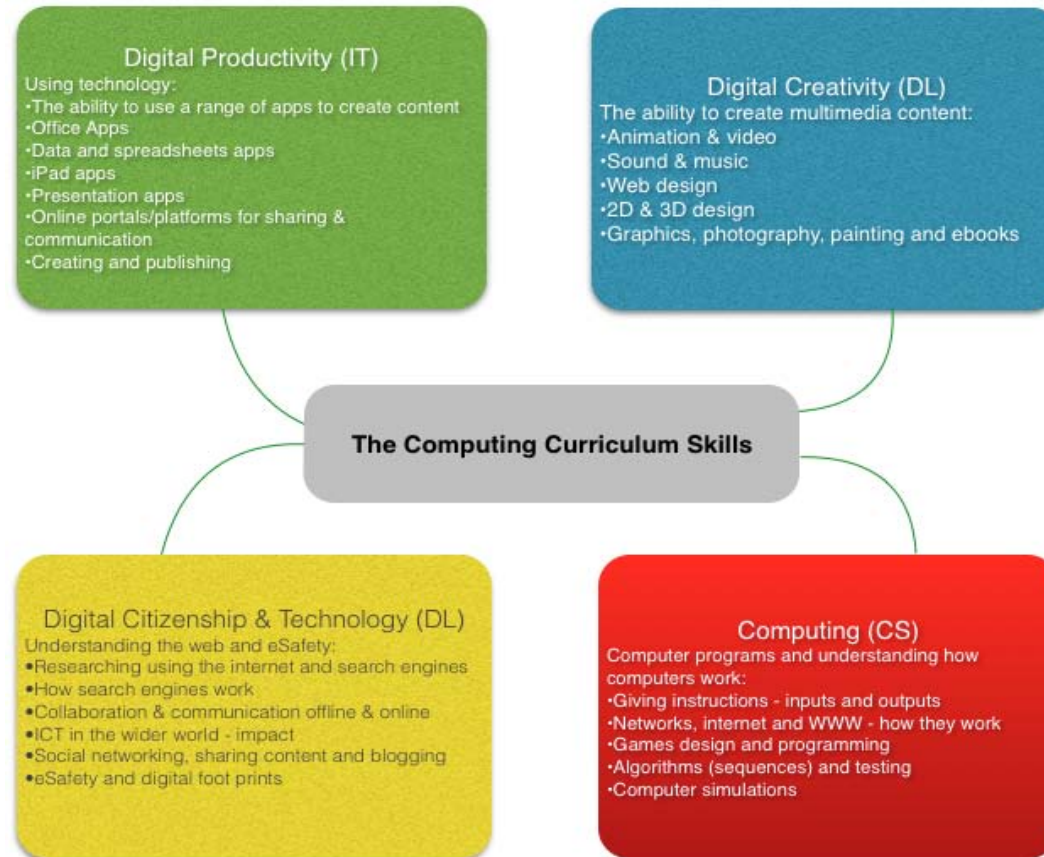 Digital Productivity (IT)
Using technology:
•The ability to use a range of apps to create content
•Office Apps
•Data and spreadsheets apps
•iPad apps
•Presentation apps
•Online portals/platforms for sharing &
communication
•Creating and publishing
Digital Creativity (DL)
The ability to create multimedia content:
•Animation & video
•Sound & music
•Web design
•2D & 3D design
•Graphics, photography, painting and ebooks
The Computing Curriculum Skills
Digital Citizenship & Technology (DL)
Understanding the web and eSafety:
•Researching using the internet and search engines
•How search engines work
•Collaboration & communication offline & online
•ICT in the wider world - impact
•Social networking, sharing content and blogging
•eSafety and digital foot prints
Computing (CS)
Computer programs and understanding how
computers work:
•Giving instructions - inputs and outputs
•Networks, internet and WWW - how they work
•Games design and programming
•Algorithms (sequences) and testing
•Computer simulations